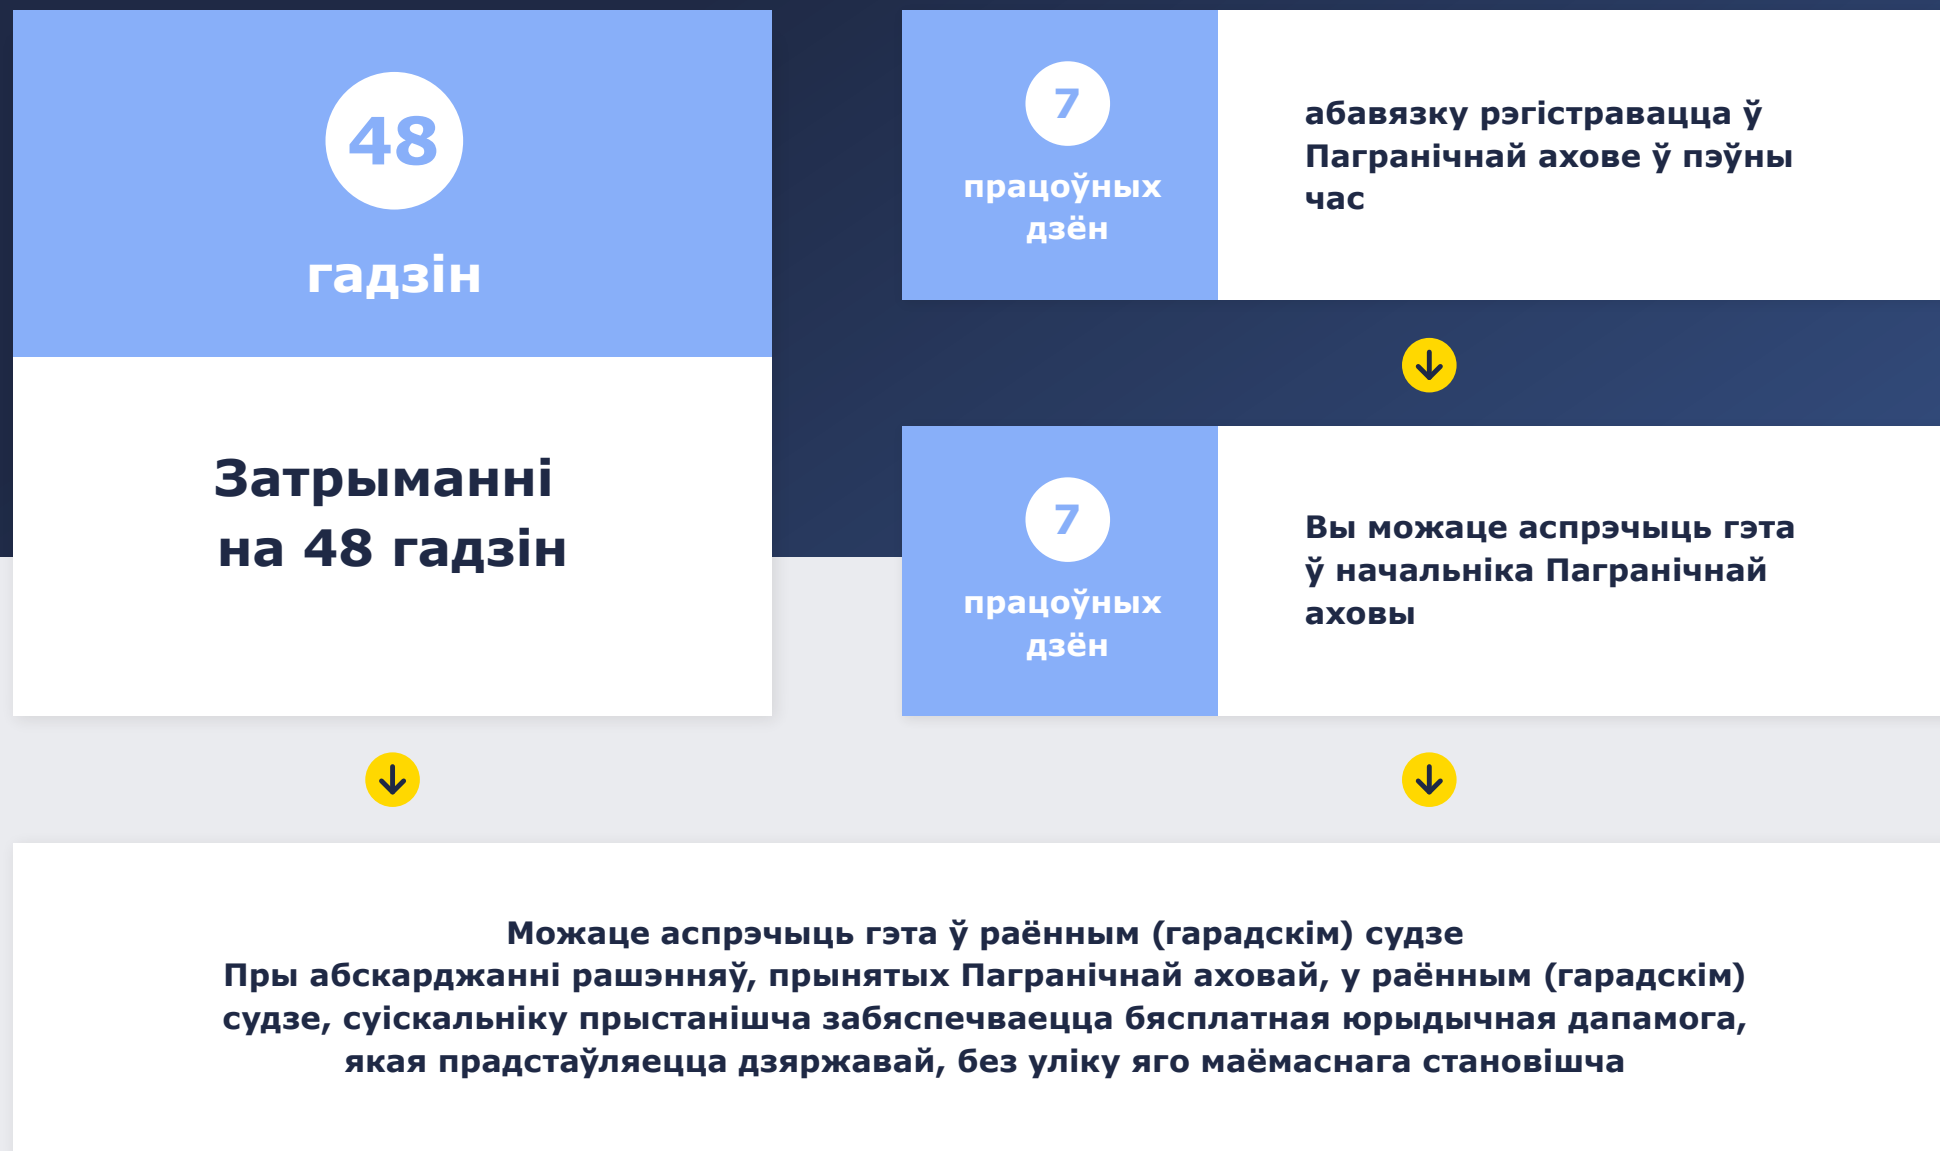 48
гадзін
Затрыманні
на 48 гадзін
7
працоўных
дзён
абавязку рэгістравацца ў
Пагранічнай ахове ў пэўны
час
7
працоўных
дзён
Вы можаце аспрэчыць гэта
ў начальніка Пагранічнай
аховы
Можаце аспрэчыць гэта ў раённым (гарадскім) судзе
Пры абскарджанні рашэнняў, прынятых Пагранічнай аховай, у раённым (гарадскім)
судзе, суіскальніку прыстанішча забяспечваецца бясплатная юрыдычная дапамога,
якая прадстаўляецца дзяржавай, без уліку яго маёмаснага становішча